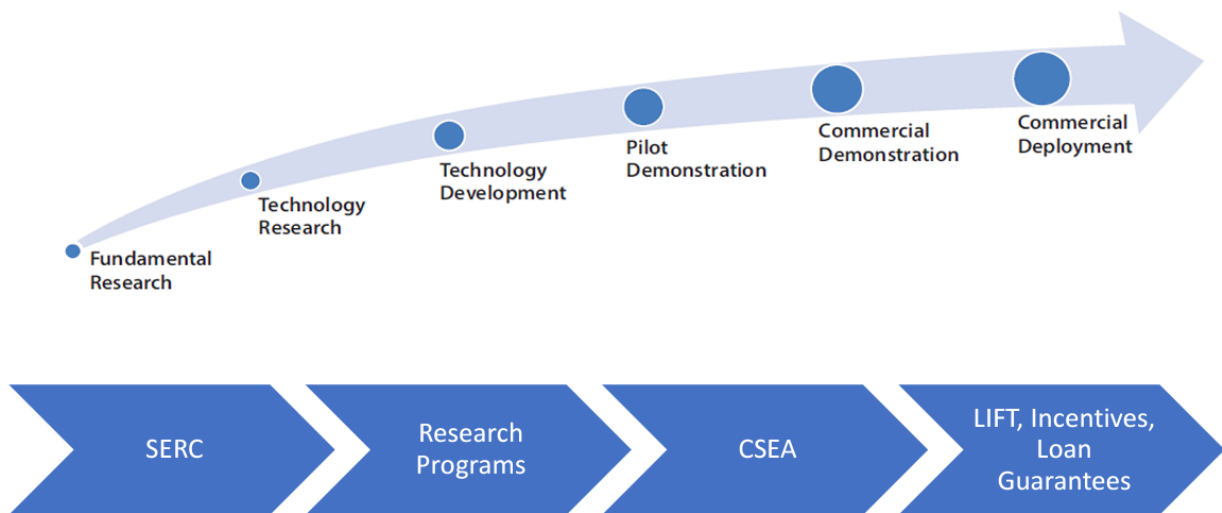 Fundamental
Research
Technology
Research
Technology
Development
Pilot
Demonstration
Commercial
Demonstration
Commercial
Deployment
SERC
Research
Programs
CSEA
LIFT, Incentives,
Loan
Guarantees